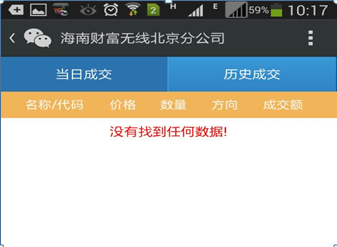 2 H E 59% 10:17
海南财富无线北京分公司
当日成交 历史成交
名称/代码 价格 数量 方向 成交额
没有找到任何数据!